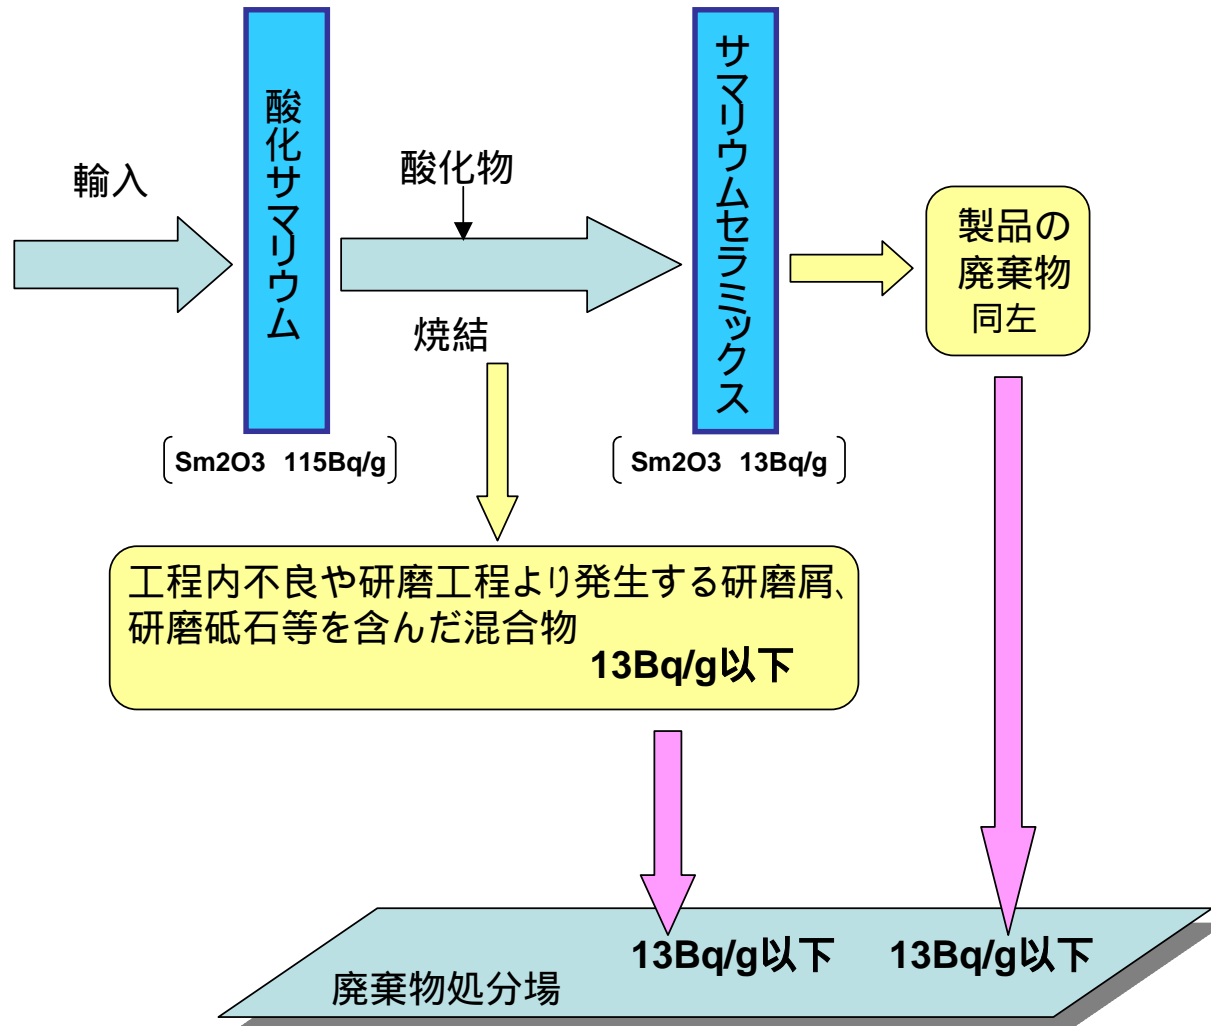 輸入
酸化サマリウム
酸化物
焼結
サマリウムセラミックス
製品の
廃棄物
同左
Sm2O3 115Bq/g
Sm2O3 13Bq/g
工程内不良や研磨工程より発生する研磨屑、
研磨砥石等を含んだ混合物
13Bq/g以下
13Bq/g以下
13Bq/g以下
廃棄物処分場